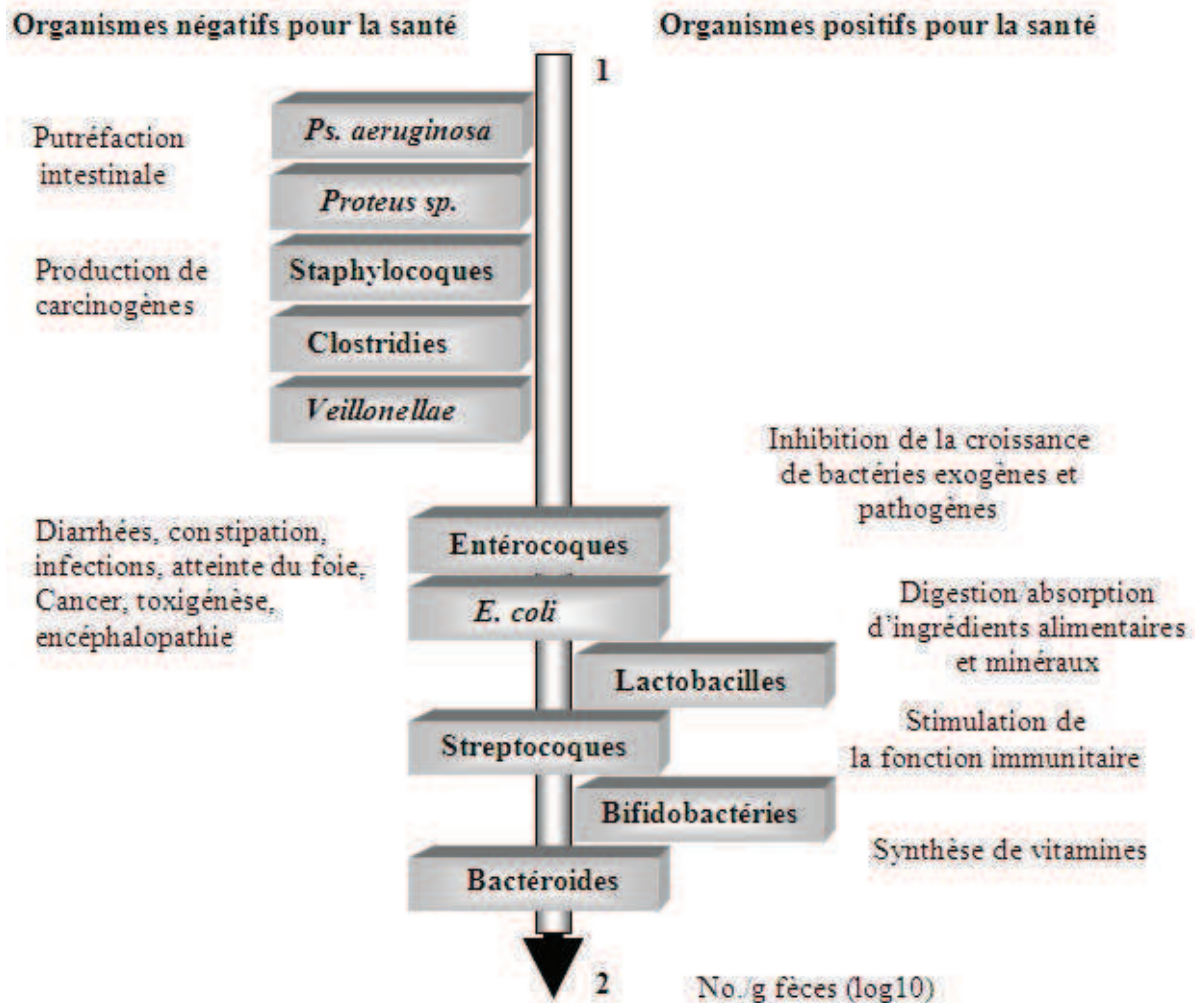 Organismes négatifs pour la santé
Organismes positifs pour la santé
1
Ps. aeruginosa
Putréfaction
intestinale
Proteus sp.
Production de
carcinogènes
Staphylocoques
Clostridies
Veillonellae
Inhibition de la croissance
de bactéries exogènes et
pathogènes
Diarrhées, constipation,
infections, atteinte du foie,
Cancer, toxigénèse,
encéphalopathie
Entérocoques
E. coli
Digestion absorption
d'ingrédients alimentaires
et minéraux
Lactobacilles
Streptocoques
Stimulation de
la fonction immunitaire
Bifidobactéries
Synthèse de vitamines
Bactéroides
2
No./g fèces (log10)